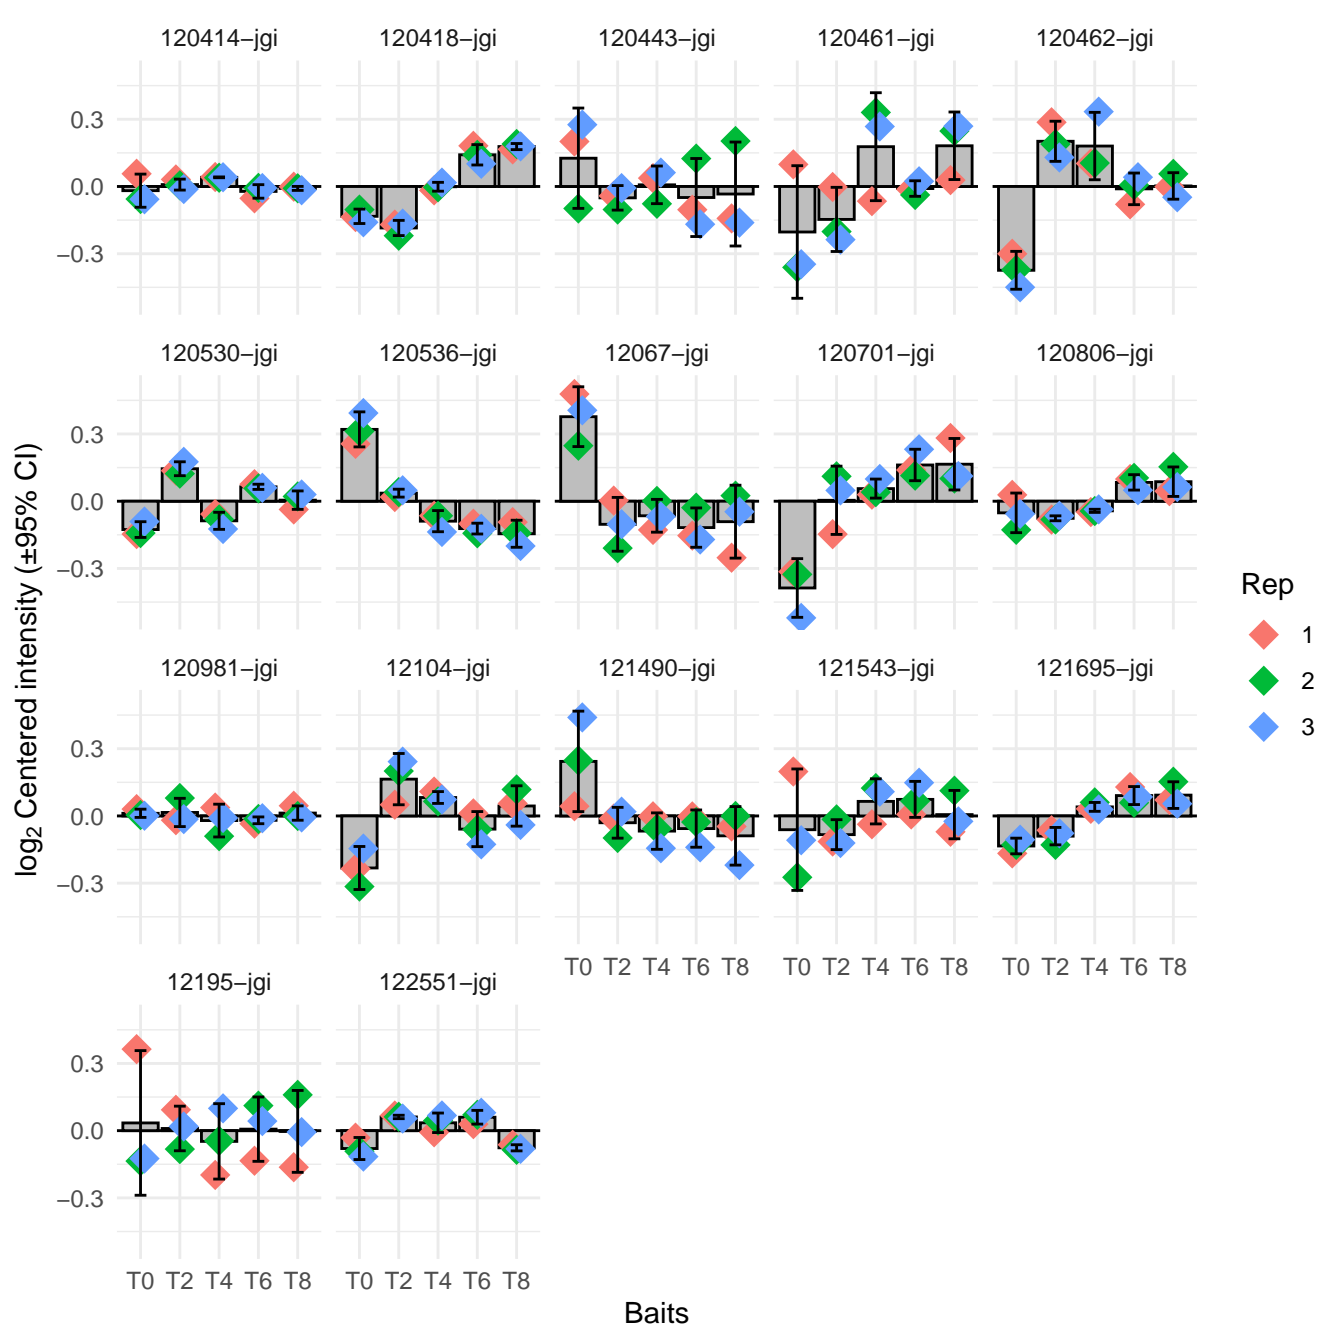 120414–jgi 120418–jgi 120443–jgi 120461–jgi 120462–jgi
0.3
0.0
–0.3
120530–jgi 120536–jgi 12067–jgi 120701–jgi 120806–jgi
0.3
0.0
–0.3
120981–jgi 12104–jgi 121490–jgi 121543–jgi 121695–jgi
0.3
0.0
–0.3
T0 T2 T4 T6 T8 T0 T2 T4 T6 T8 T0 T2 T4 T6 T8
12195–jgi 122551–jgi
0.3
0.0
–0.3
T0 T2 T4 T6 T8 T0 T2 T4 T6 T8
Baits
log2 Centered intensity (±95% CI)
Rep
1
2
3